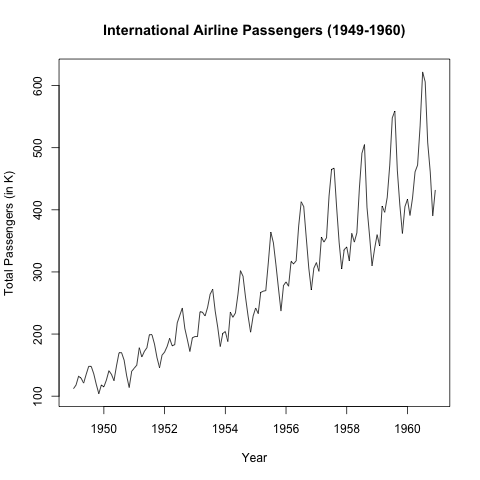 International Airline Passengers (1949-1960)
Total Passengers (in K)
600
500
400
300
200
100
1950 1952 1954 1956 1958 1960
Year